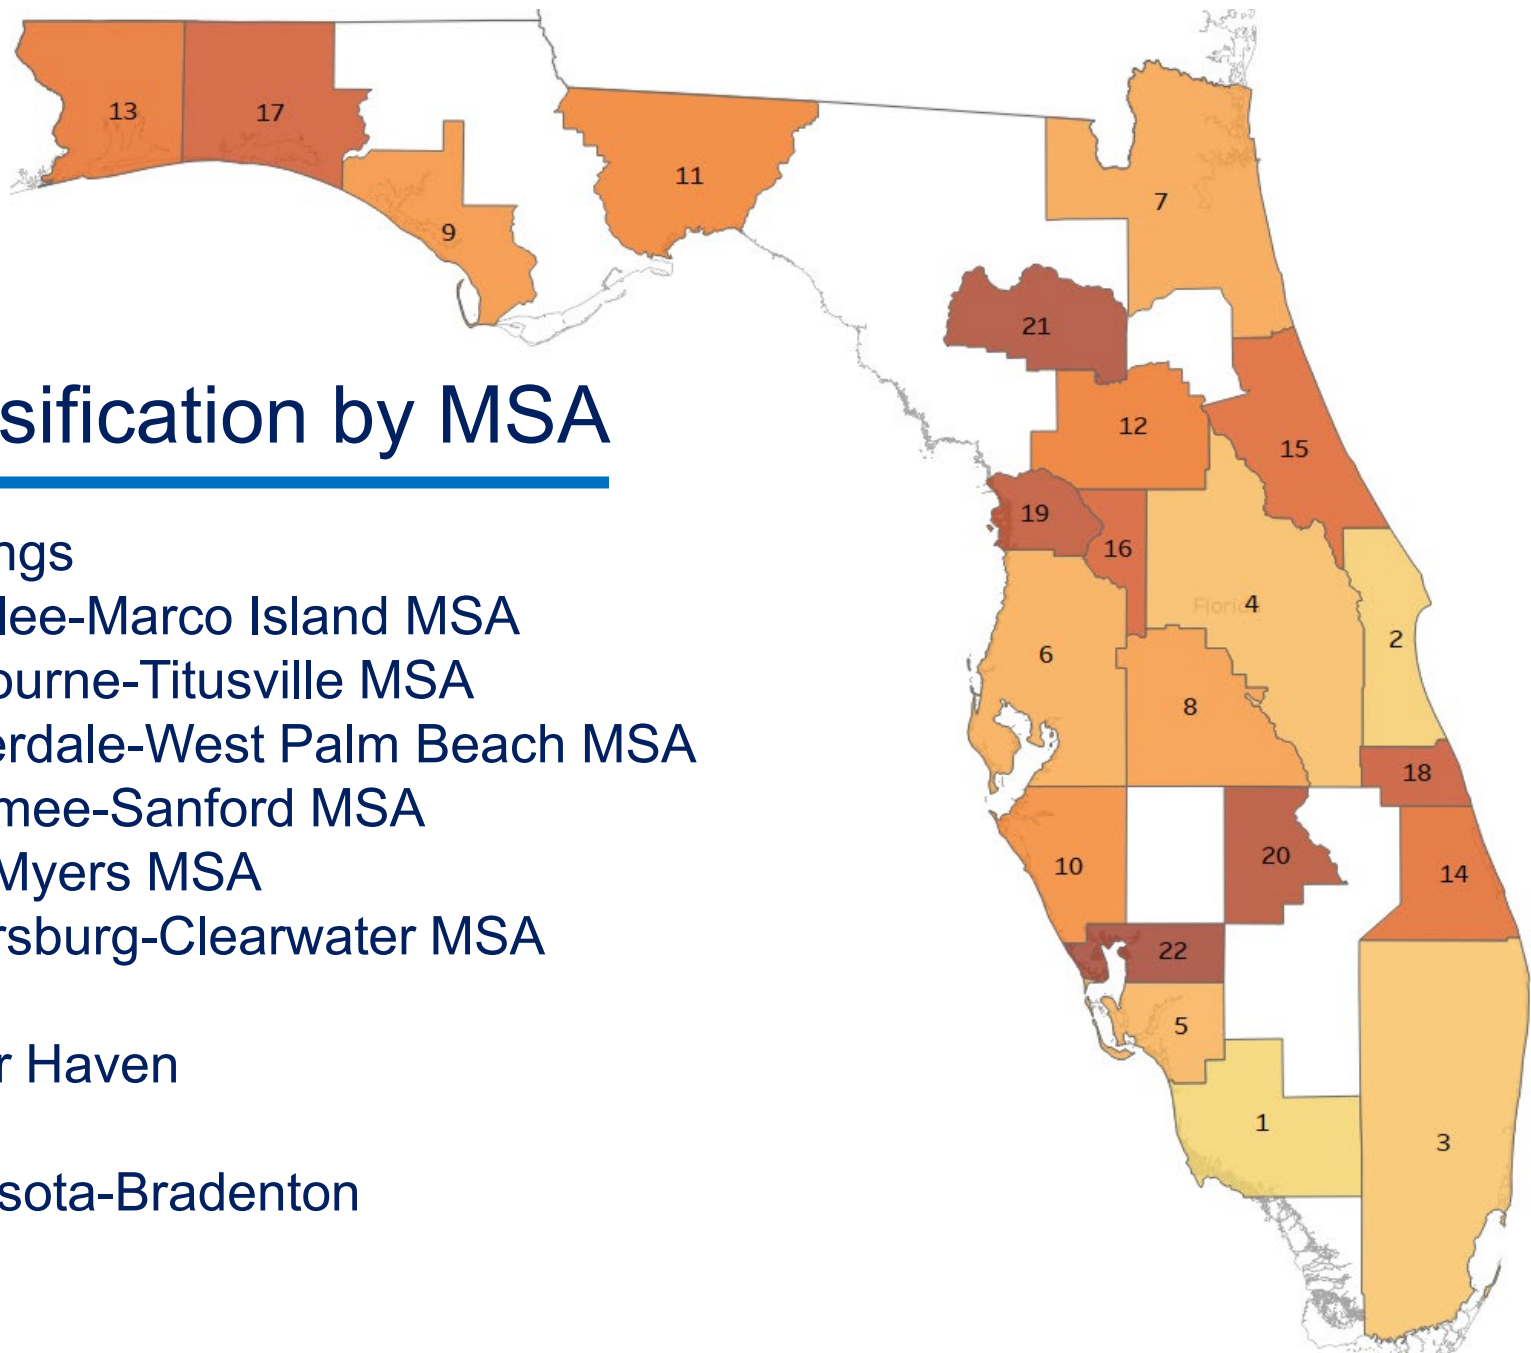 sification by MSA
ngs
lee-Marco Island MSA
ourne-Titusville MSA
erdale-West Palm Beach MSA
mee-Sanford MSA
Myers MSA
rsburg-Clearwater MSA
r Haven
sota-Bradenton
13
17
11
7
9
21
12
15
19
16
4
Florida
2
6
8
18
20
14
10
22
5
1
3